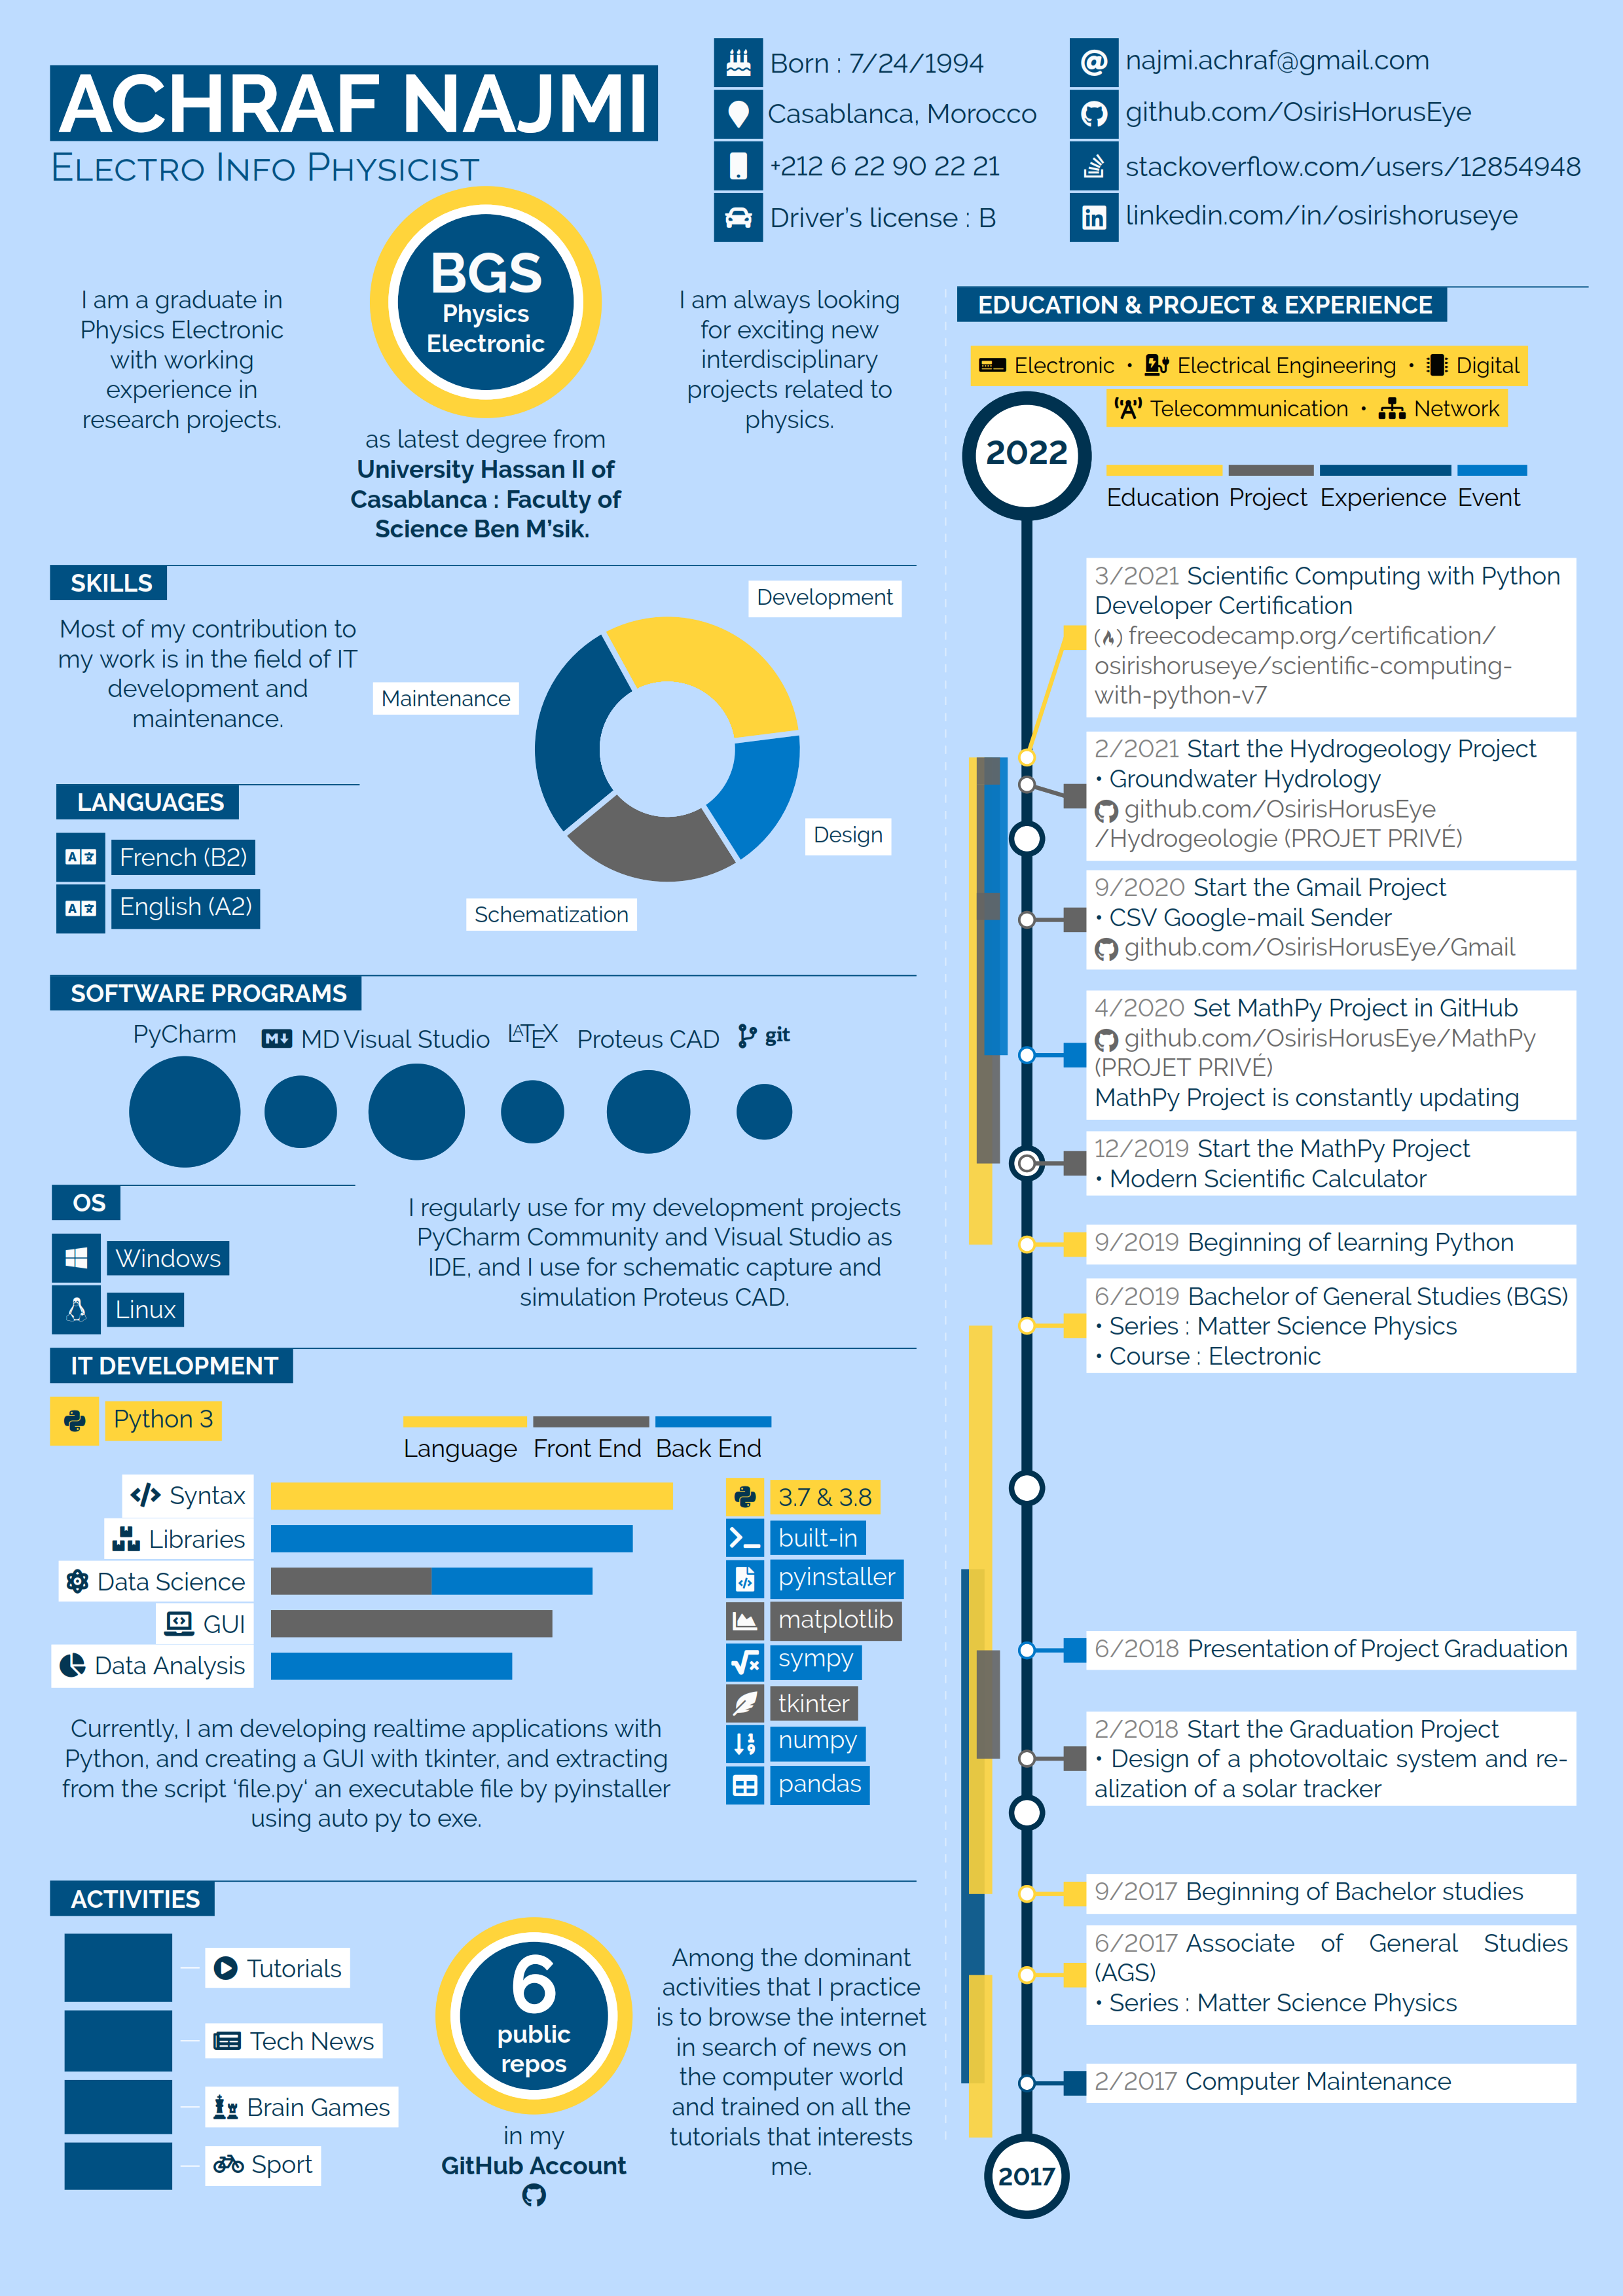 ACHRAF NAJMI
ELECTRO INFO PHYSICIST
Born : 7/24/1994
Casablanca, Morocco
+212 6 22 90 22 21
Driver's license : B
najmi.achraf@gmail.com
github.com/OsirisHorusEye
stackoverflow.com/users/12854948
linkedin.com/in/osirishoruseye
I am a graduate in
Physics Electronic
with working
experience in
research projects.
BGS
Physics
Electronic
as latest degree from
University Hassan II of
Casablanca : Faculty of
Science Ben M'sik.
I am always looking
for exciting new
interdisciplinary
projects related to
physics.
SKILLS
Most of my contribution to
my work is in the field of IT
development and
maintenance.
Development
Maintenance
Design
Schematization
LANGUAGES
French (B2)
English (A2)
SOFTWARE PROGRAMS
PyCharm
MD
Visual Studio
LATEX
Proteus CAD
git
OS
Windows
Linux
I regularly use for my development projects
PyCharm Community and Visual Studio as
IDE, and I use for schematic capture and
simulation Proteus CAD.
IT DEVELOPMENT
Python 3
Language Front End Back End
Syntax
Libraries
Data Science
GUI
Data Analysis
3.7 & 3.8
built-in
pyinstaller
matplotlib
sympy
tkinter
numpy
pandas
Currently, I am developing realtime applications with
Python, and creating a GUI with tkinter, and extracting
from the script ‘file.py‘ an executable file by pyinstaller
using auto py to exe.
ACTIVITIES
Tutorials
Tech News
Brain Games
Sport
6
public
repos
in my
GitHub Account
Among the dominant
activities that I practice
is to browse the internet
in search of news on
the computer world
and trained on all the
tutorials that interests
me.
EDUCATION & PROJECT & EXPERIENCE
Electronic • Electrical Engineering • Digital
Telecommunication • Network
2022
Education Project Experience Event
3/2021 Scientific Computing with Python
Developer Certification
freecodecamp.org/certification/
osirishoruseye/scientific-computing-
with-python-v7
2/2021 Start the Hydrogeology Project
• Groundwater Hydrology
github.com/OsirisHorusEye
/Hydrogeologie (PROJET PRIVÉ)
9/2020 Start the Gmail Project
• CSV Google-mail Sender
github.com/OsirisHorusEye/Gmail
4/2020 Set MathPy Project in GitHub
github.com/OsirisHorusEye/MathPy
(PROJET PRIVÉ)
MathPy Project is constantly updating
12/2019 Start the MathPy Project
• Modern Scientific Calculator
9/2019 Beginning of learning Python
6/2019 Bachelor of General Studies (BGS)
• Series : Matter Science Physics
• Course : Electronic
6/2018 Presentation of Project Graduation
2/2018 Start the Graduation Project
• Design of a photovoltaic system and re-
alization of a solar tracker
9/2017 Beginning of Bachelor studies
6/2017 Associate of General Studies
(AGS)
• Series : Matter Science Physics
2/2017 Computer Maintenance
2017